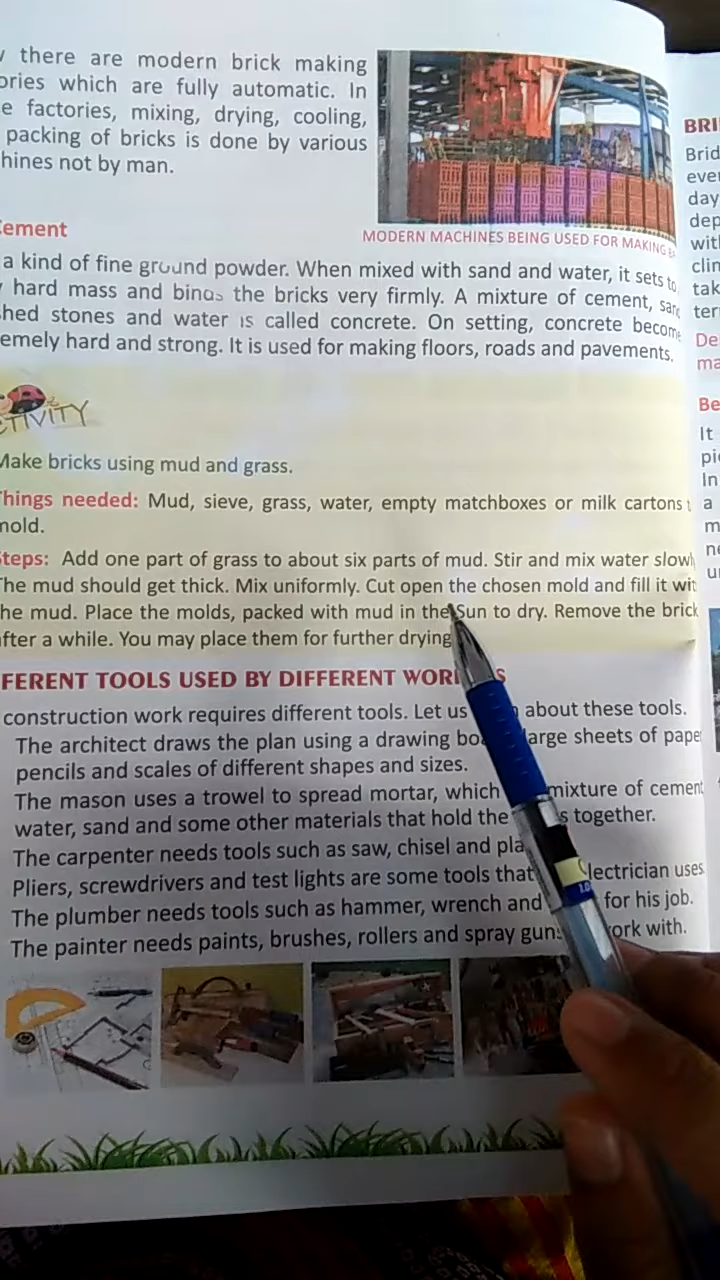 there are modern brick making
ories which are fully automatic. In
e factories, mixing, drying, cooling,
packing of bricks is done by various
hines not by man.
MODERN MACHINES BEING USED FOR MAKING
Cement
a kind of fine ground powder. When mixed with sand and water, it sets to
hard mass and binds the bricks very firmly. A mixture of cement, sand
hed stones and water is called concrete. On setting, concrete become
emely hard and strong. It is used for making floors, roads and pavements.
CTIVITY
Make bricks using mud and grass.
Things needed: Mud, sieve, grass, water, empty matchboxes or milk cartons
mold.
Steps: Add one part of grass to about six parts of mud. Stir and mix water slowl
The mud should get thick. Mix uniformly. Cut open the chosen mold and fill it wit
he mud. Place the molds, packed with mud in the Sun to dry. Remove the brick
fter a while. You may place them for further drying
FERENT TOOLS USED BY DIFFERENT WOR S
construction work requires different tools. Let us about these tools.
The architect draws the plan using a drawing bo large sheets of pape
pencils and scales of different shapes and sizes.
The mason uses a trowel to spread mortar, which mixture of cement
water, sand and some other materials that hold the s together.
The carpenter needs tools such as saw, chisel and pla
Pliers, screwdrivers and test lights are some tools that lectrician uses
The plumber needs tools such as hammer, wrench and for his job.
The painter needs paints, brushes, rollers and spray guns ork with.
BRI
Brid
ever
day
dep
with
clim
tak
ter
De
ma
Be
It
pi
In
a
m
ne
u